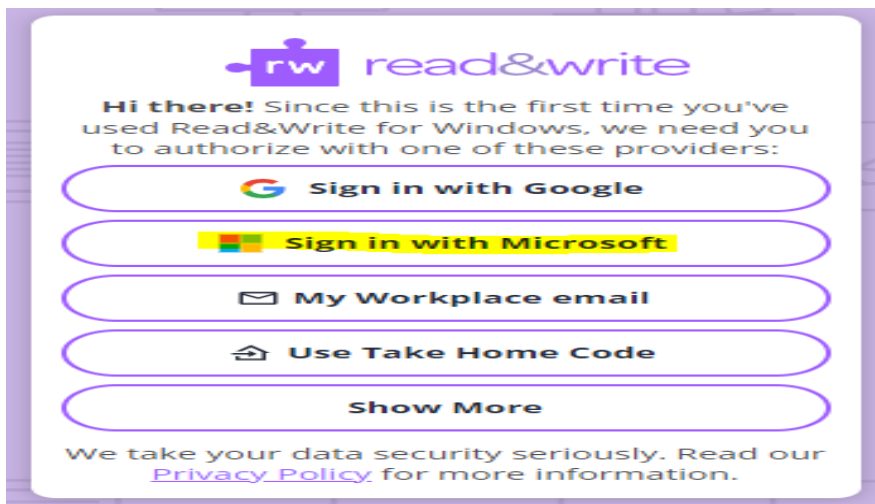 rw read&write
Hi there! Since this is the first time you've
used Read&Write for Windows, we need you
to authorize with one of these providers:
Sign in with Google
Sign in with Microsoft
My Workplace email
Use Take Home Code
Show More
We take your data security seriously. Read our
Privacy Policy for more information.